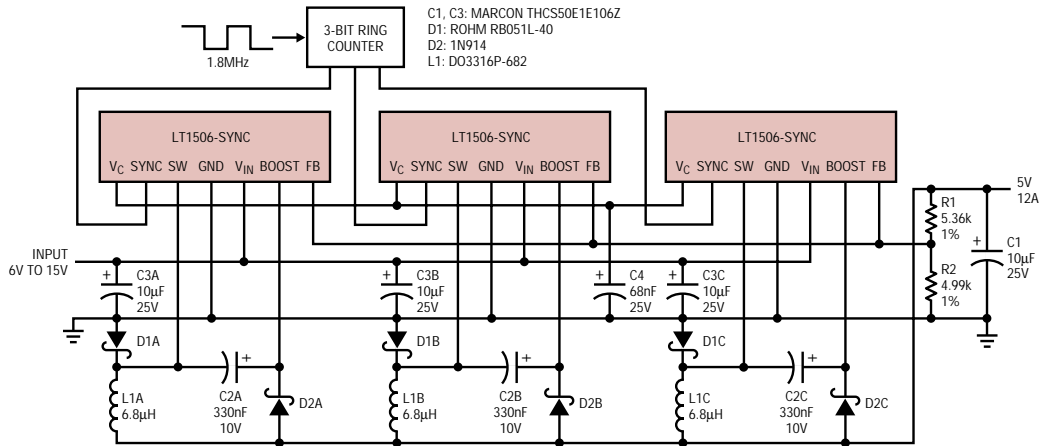 3-BIT RING
COUNTER
1.8MHz
C1, C3: MARCON THCS50E1E106Z
D1: ROHM RB051L-40
D2: 1N914
L1: DO3316P-682
LT1506-SYNC
VC SYNC SW GND VIN BOOST FB
LT1506-SYNC
VC SYNC SW GND VIN BOOST FB
LT1506-SYNC
VC SYNC SW GND VIN BOOST FB
5V
12A
R1
5.36k
1%
INPUT
6V TO 15V
+
C3A
10µF
25V
+
C3B
10µF
25V
C4
68nF
25V
+
C3C
10µF
25V
R2
4.99k
1%
+
C1
10µF
25V
D1A
D1B
D1C
L1A
6.8µH
+
C2A
330nF
10V
D2A
L1B
6.8µH
+
C2B
330nF
10V
D2B
L1C
6.8µH
+
C2C
330nF
10V
D2C